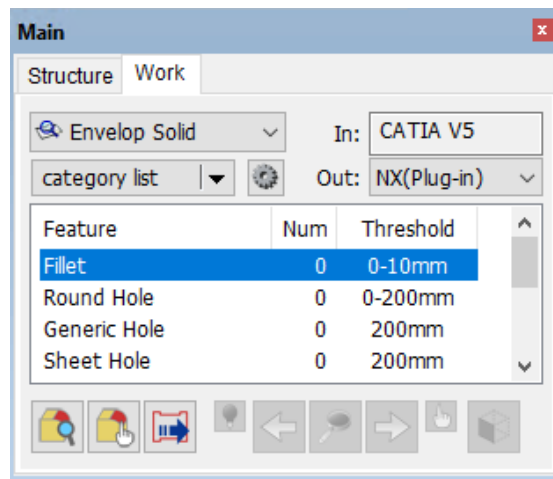 Main
Structure Work
Envelop Solid In: CATIA V5
category list Out: NX(Plug-in)
Feature Num Threshold
Fillet 0 0-10mm
Round Hole 0 0-200mm
Generic Hole 0 200mm
Sheet Hole 0 200mm